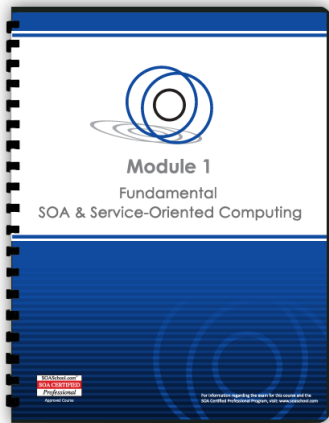 Module 1
Fundamental
SOA & Service-Oriented Computing
SOASchool.com
SOA CERTIFIED
Professional
Approved Course
For information regarding the exam for this course and the
SOA Certified Professional Program, visit: www.soaschool.com